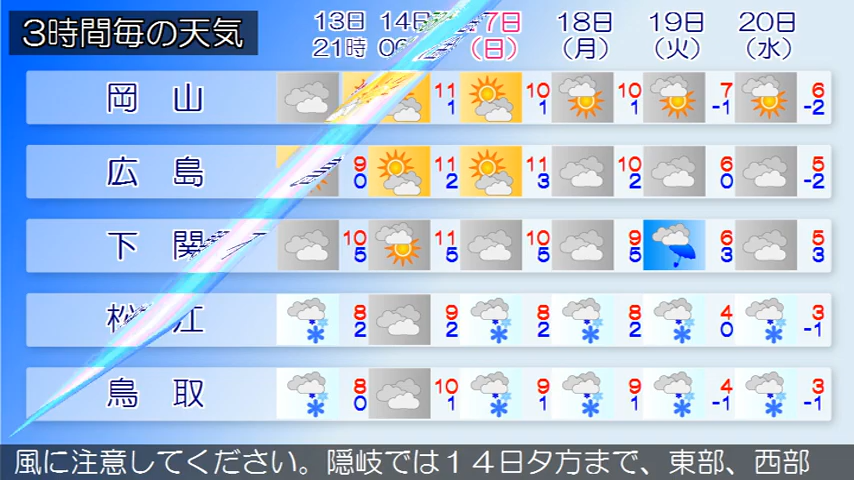 3時間毎の天気
13日 14日 7日 18日 19日 20日
21時 (日) (月) (火) (水)
岡山 11 1 10 1 10 1 7 -1 6 -2
広島 9 0 11 2 11 3 10 2 6 0 5 -2
下関 10 5 11 5 10 5 9 5 6 3 5 3
松江 8 2 9 2 8 2 8 2 4 0 3 -1
鳥取 8 0 10 1 9 1 9 1 4 -1 3 -1
風に注意してください。隠岐では14日夕方まで、東部、西部